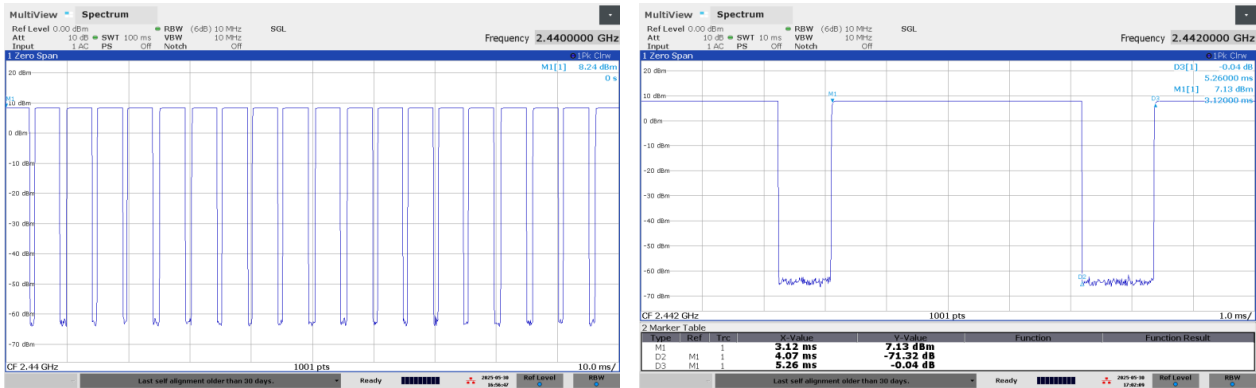 MultiView Spectrum
Ref Level 0.00 dBm RBW (6dB) 10 MHz SGL
Att 10 dB SWT 100 ms VBW 10 MHz Frequency 2.4400000 GHz
Input 1 AC PS Off Notch Off
1 Zero Span 1Pk Clrw
M1[1] 8.24 dBm
0 s
20 dBm
M1
10 dBm
0 dBm
-10 dBm
-20 dBm
-30 dBm
-40 dBm
-50 dBm
-60 dBm
-70 dBm
CF 2.44 GHz 1001 pts 10.0 ms/
Last self alignment older than 30 days. Ready 2025-05-30 Ref Level RBW
16:56:47
MultiView Spectrum
Ref Level 0.00 dBm RBW (6dB) 10 MHz SGL
Att 10 dB SWT 10 ms VBW 10 MHz Frequency 2.4420000 GHz
Input 1 AC PS Off Notch Off
1 Zero Span 1Pk Clrw
D3[1] -0.04 dB
5.26000 ms
M1[1] 7.13 dBm
3.12000 ms
20 dBm
10 dBm
M1
D3
0 dBm
-10 dBm
-20 dBm
-30 dBm
-40 dBm
-50 dBm
-60 dBm
D2
-70 dBm
CF 2.442 GHz 1001 pts 1.0 ms/
2 Marker Table
Type Ref Trc X-Value Y-Value Function Function Result
M1 1 3.12 ms 7.13 dBm
D2 M1 1 4.07 ms -71.32 dB
D3 M1 1 5.26 ms -0.04 dB
Last self alignment older than 30 days. Ready 2025-05-30 Ref Level RBW
17:02:09